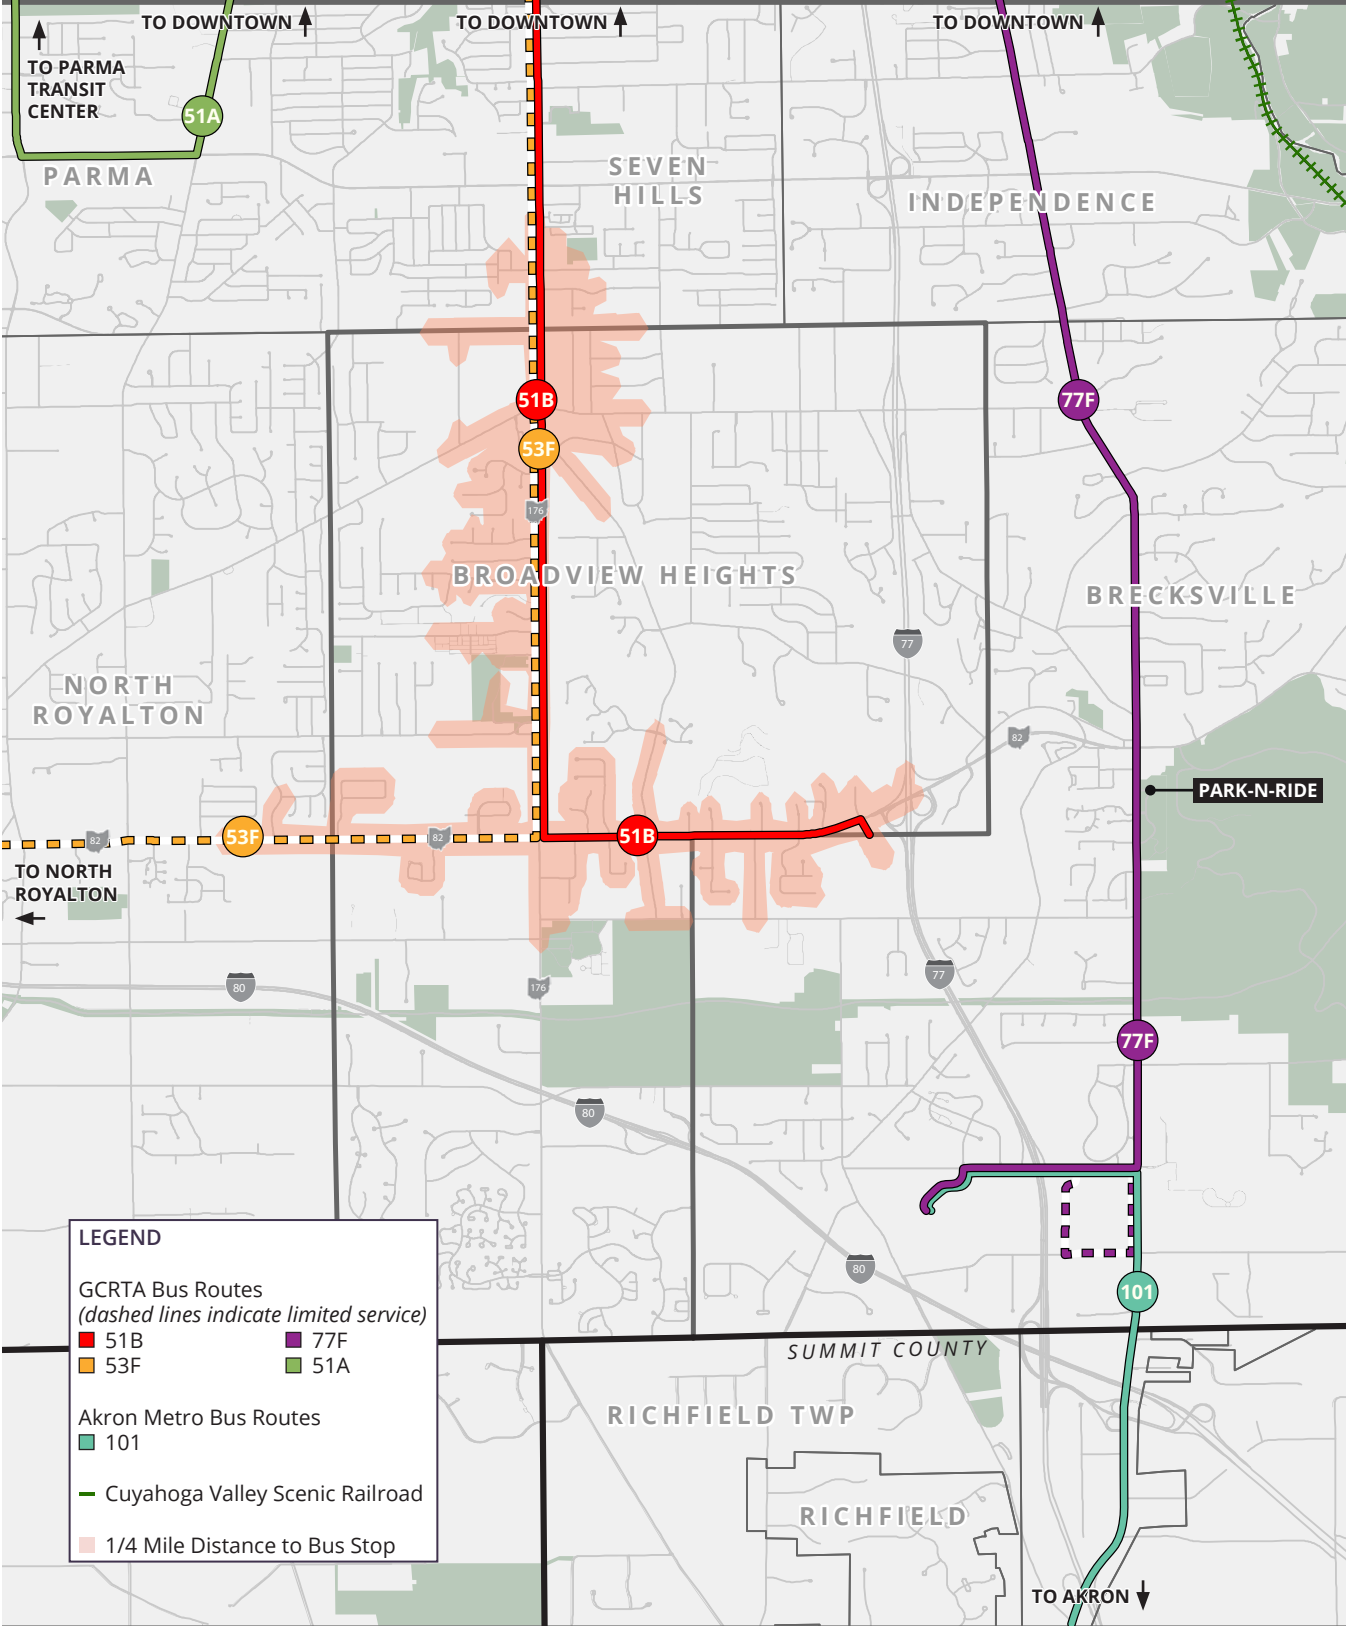 TO DOWNTOWN
TO DOWNTOWN
TO DOWNTOWN
TO PARMA
TRANSIT
CENTER
51A
PARMA
SEVEN
HILLS
INDEPENDENCE
51B
77F
53F
176
BROADVIEW HEIGHTS
BRECKSVILLE
77
NORTH
ROYALTON
82
PARK-N-RIDE
82
53F
82
51B
TO NORTH
ROYALTON
80
176
77
77F
80
80
101
LEGEND
GCRTA Bus Routes
(dashed lines indicate limited service)
51B
77F
53F
51A
Akron Metro Bus Routes
101
Cuyahoga Valley Scenic Railroad
1/4 Mile Distance to Bus Stop
SUMMIT COUNTY
RICHFIELD TWP
RICHFIELD
TO AKRON